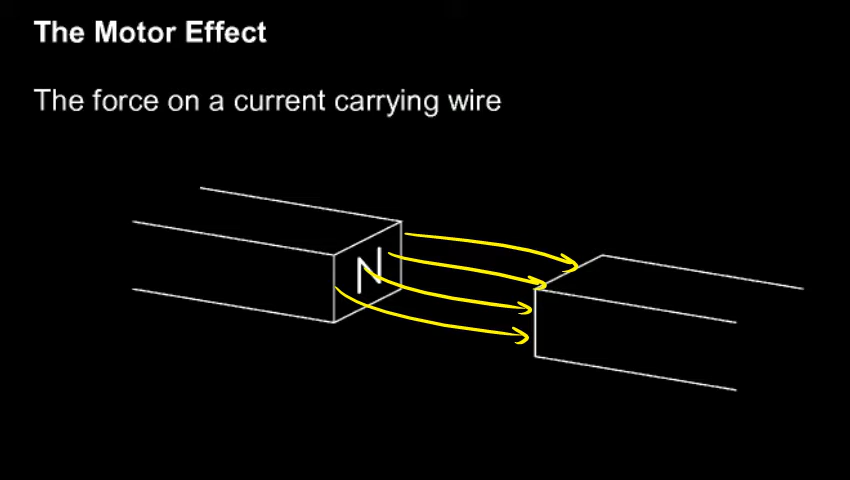 The Motor Effect
The force on a current carrying wire
N